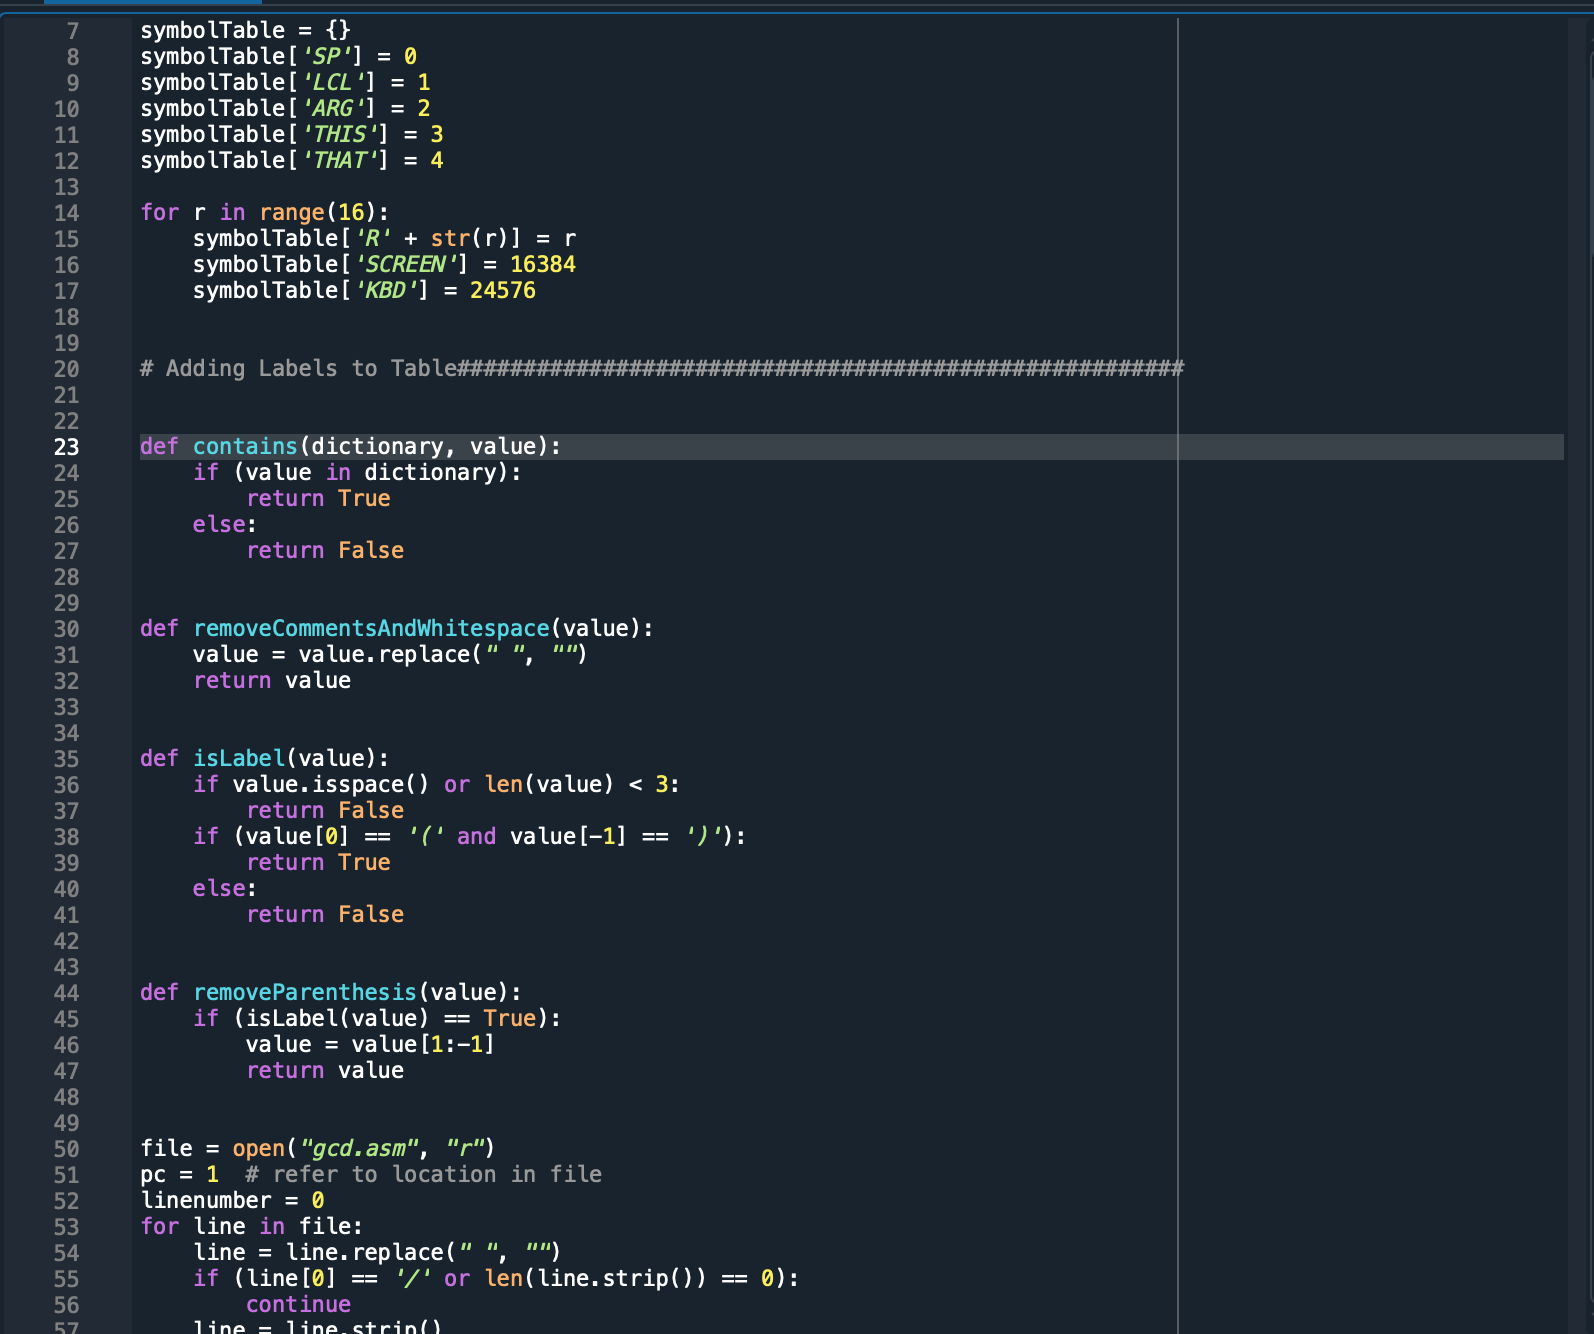 7 symbolTable = {}
8 symbolTable['SP'] = 0
9 symbolTable['LCL'] = 1
10 symbolTable['ARG'] = 2
11 symbolTable['THIS'] = 3
12 symbolTable['THAT'] = 4
13
14 for r in range(16):
15     symbolTable['R' + str(r)] = r
16     symbolTable['SCREEN'] = 16384
17     symbolTable['KBD'] = 24576
18
19
20 # Adding Labels to Table#######################################################
21
22
23 def contains(dictionary, value):
24     if (value in dictionary):
25         return True
26     else:
27         return False
28
29
30 def removeCommentsAndWhitespace(value):
31     value = value.replace(" ", "")
32     return value
33
34
35 def isLabel(value):
36     if value.isspace() or len(value) < 3:
37         return False
38     if (value[0] == '(' and value[-1] == ')'):
39         return True
40     else:
41         return False
42
43
44 def removeParenthesis(value):
45     if (isLabel(value) == True):
46         value = value[1:-1]
47         return value
48
49
50 file = open("gcd.asm", "r")
51 pc = 1  # refer to location in file
52 linenumber = 0
53 for line in file:
54     line = line.replace(" ", "")
55     if (line[0] == '/' or len(line.strip()) == 0):
56         continue
57     line = line.strip()